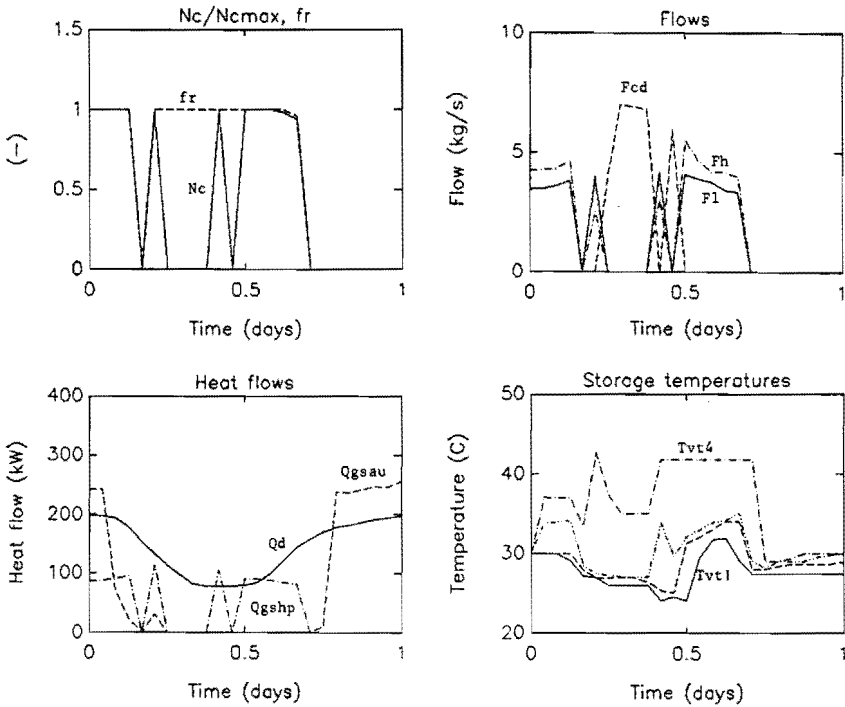 Nc/Ncmax, fr
1.5
1
0.5
0
(-)
fr
Nc
0
0.5
1
Time (days)
Flows
10
5
0
Flow (kg/s)
Fcd
Fh
Fl
0
0.5
1
Time (days)
Heat flows
400
300
200
100
0
Heat flow (kW)
Qgsau
Qd
Qgshp
0
0.5
1
Time (days)
Storage temperatures
50
40
30
20
Temperature (C)
Tvt4
Tvt1
0
0.5
1
Time (days)